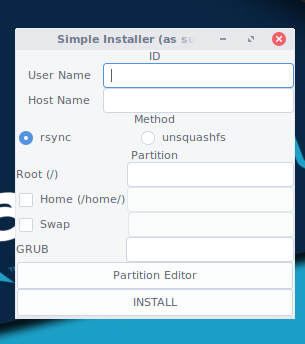 Simple Installer (as su
ID
User Name
Host Name
Method
rsync unsquashfs
Partition
Root (/)
Home (/home/)
Swap
GRUB
Partition Editor
INSTALL